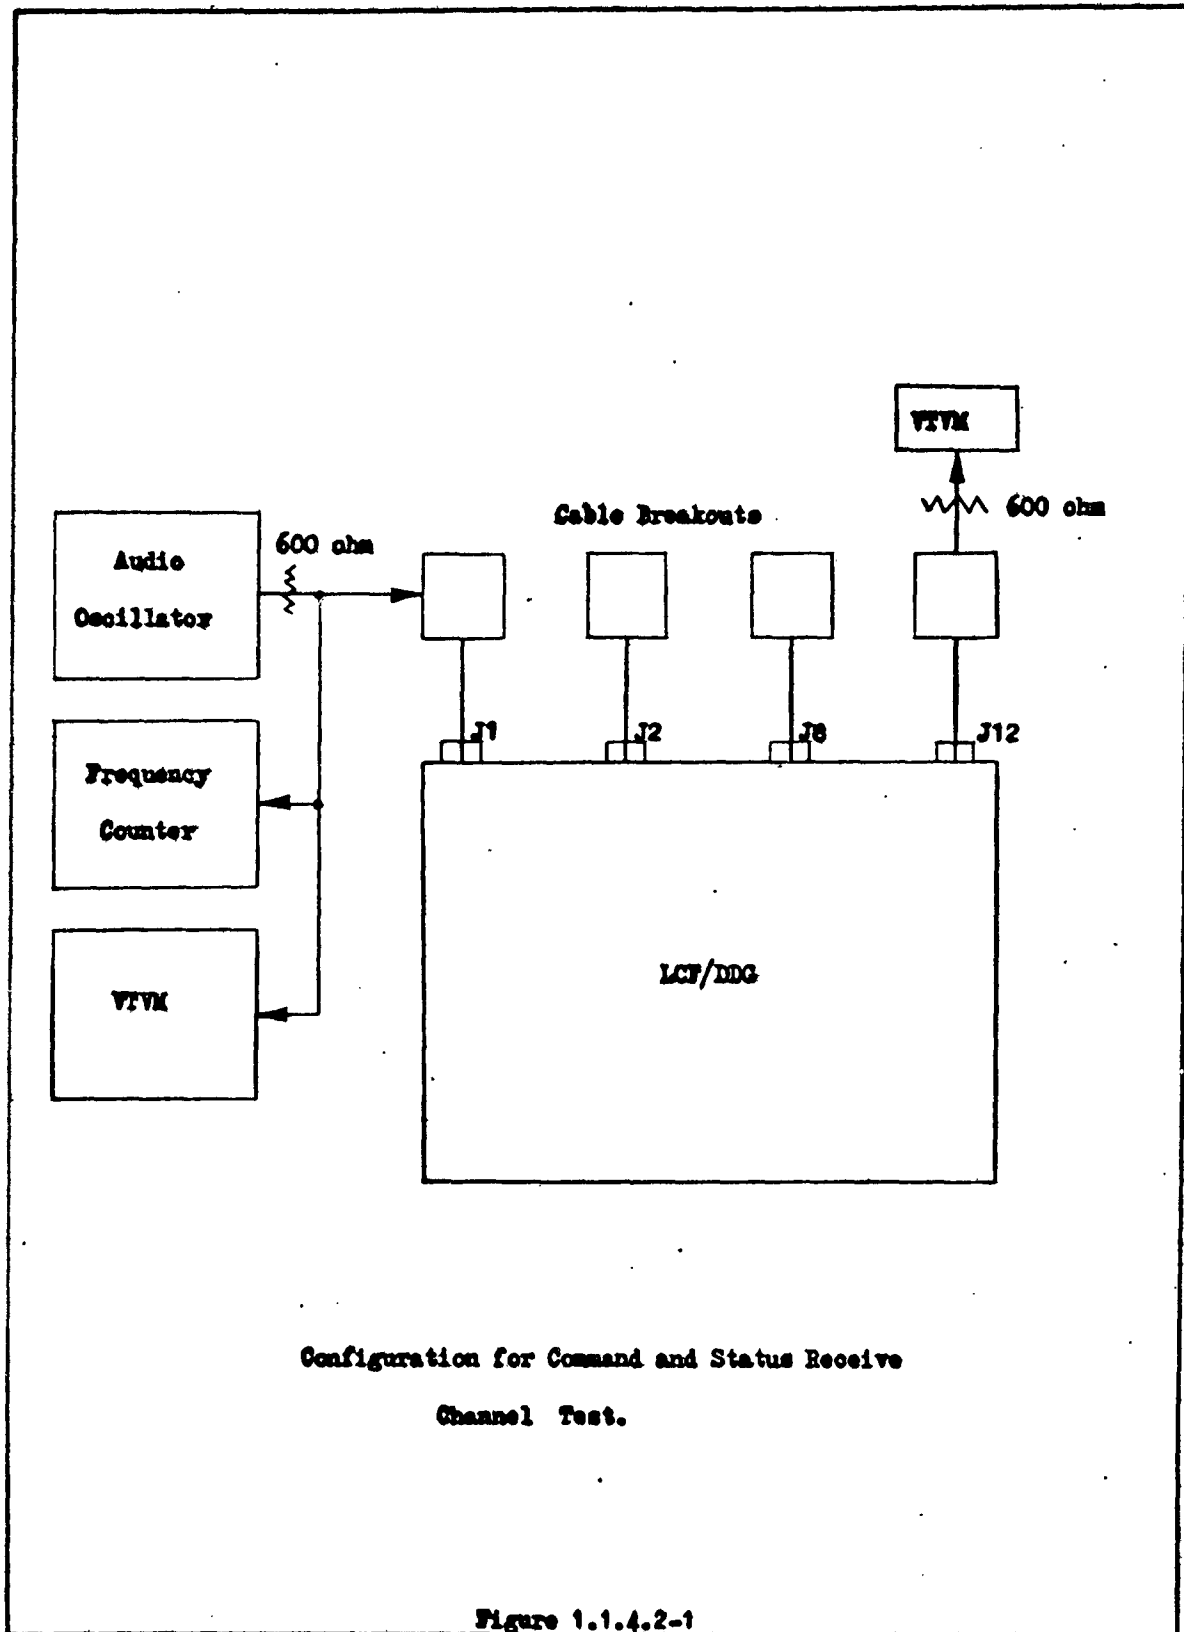 VTVM
600 ohm
Cable Breakouts
600 ohm
Audio
Oscillator
J1
J2
J8
J12
Frequency
Counter
LCF/DDG
VTVM
Configuration for Command and Status Receive
Channel Test.
Figure 1.1.4.2-1